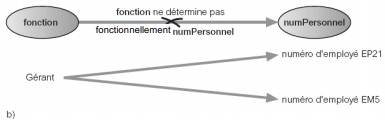 fonction ne détermine pas
fonction
fonctionnellement numPersonnel
numPersonnel
numéro d'employé EP21
Gérant
numéro d'employé EM5
b)